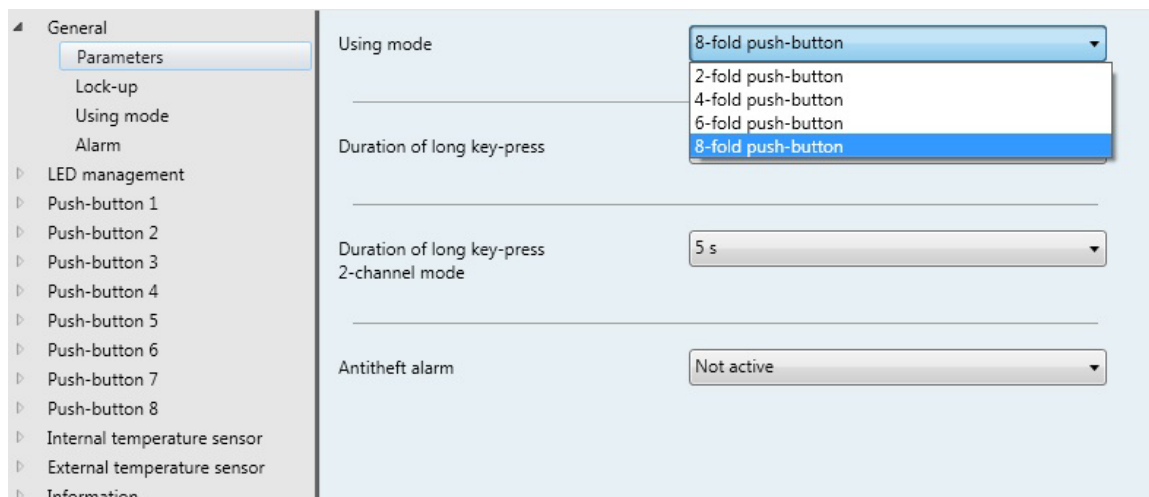 General
Parameters
Lock-up
Using mode
Alarm
LED management
Push-button 1
Push-button 2
Push-button 3
Push-button 4
Push-button 5
Push-button 6
Push-button 7
Push-button 8
Internal temperature sensor
External temperature sensor
Information
Using mode
8-fold push-button
2-fold push-button
4-fold push-button
6-fold push-button
8-fold push-button
Duration of long key-press
Duration of long key-press
2-channel mode
5 s
Antitheft alarm
Not active